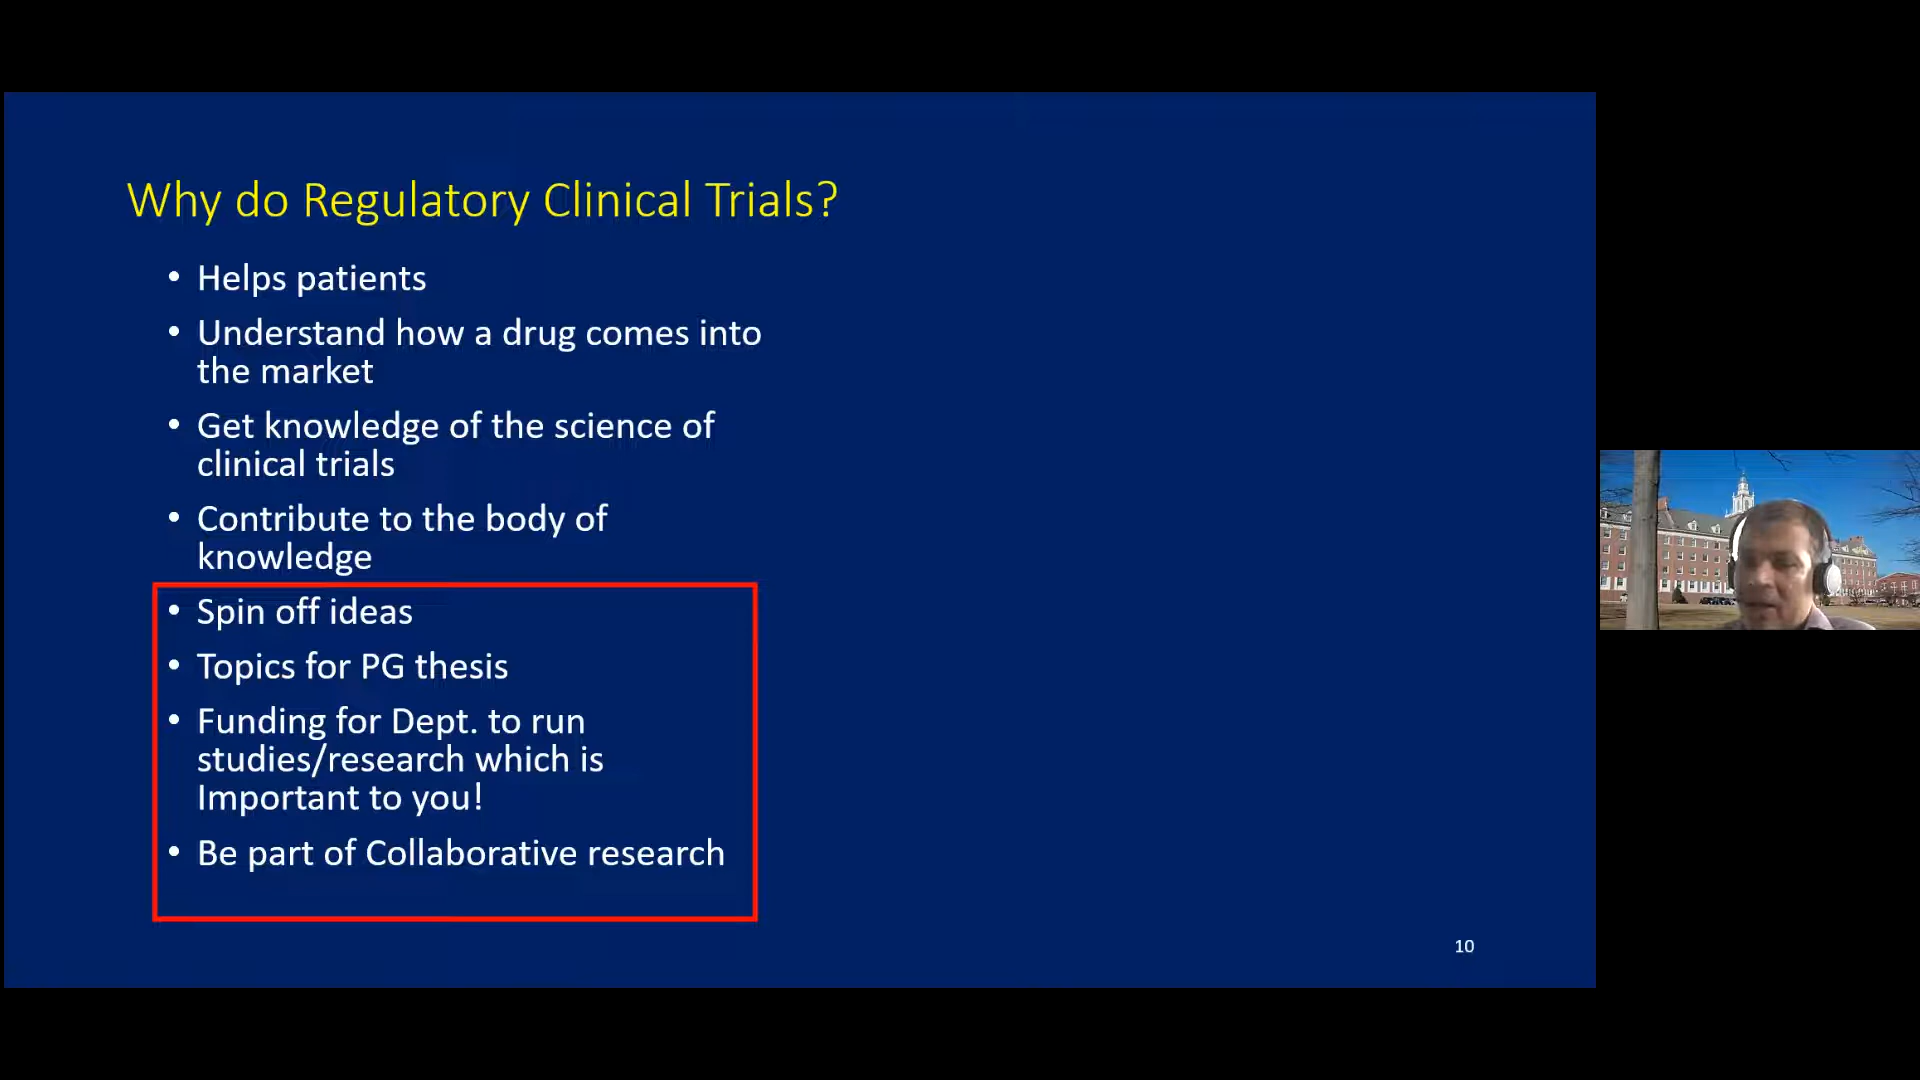 Why do Regulatory Clinical Trials?
• Helps patients
• Understand how a drug comes into
the market
• Get knowledge of the science of
clinical trials
• Contribute to the body of
knowledge
• Spin off ideas
• Topics for PG thesis
• Funding for Dept. to run
studies/research which is
Important to you!
• Be part of Collaborative research
10